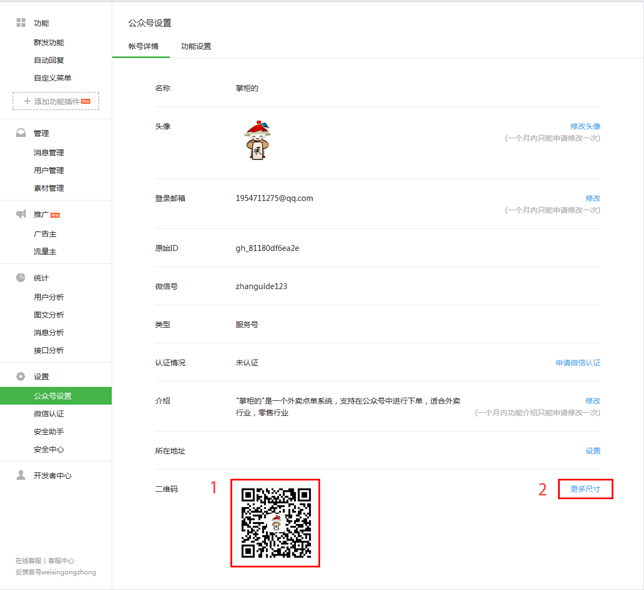 功能
群发功能
自动回复
自定义菜单
+ 添加功能插件 NEW
管理
消息管理
用户管理
素材管理
推广 NEW
广告主
流量主
统计
用户分析
图文分析
消息分析
接口分析
设置
公众号设置
微信认证
安全助手
安全中心
开发者中心
在线客服 | 客服中心
反馈官号weixingongzhong
公众号设置
帐号详情 功能设置
名称 掌柜的
头像 修改头像
(一个月内只能申请修改一次)
登录邮箱 1954711275@qq.com 修改
(一个月内只能申请修改一次)
原始ID gh_81180df6ea2e
微信号 zhanguide123
类型 服务号
认证情况 未认证 申请微信认证
介绍 "掌柜的"是一个外卖点单系统，支持在公众号中进行下单，适合外卖 修改
行业，零售行业 (一个月内功能介绍只能申请修改一次)
所在地址 设置
二维码 1 2 更多尺寸